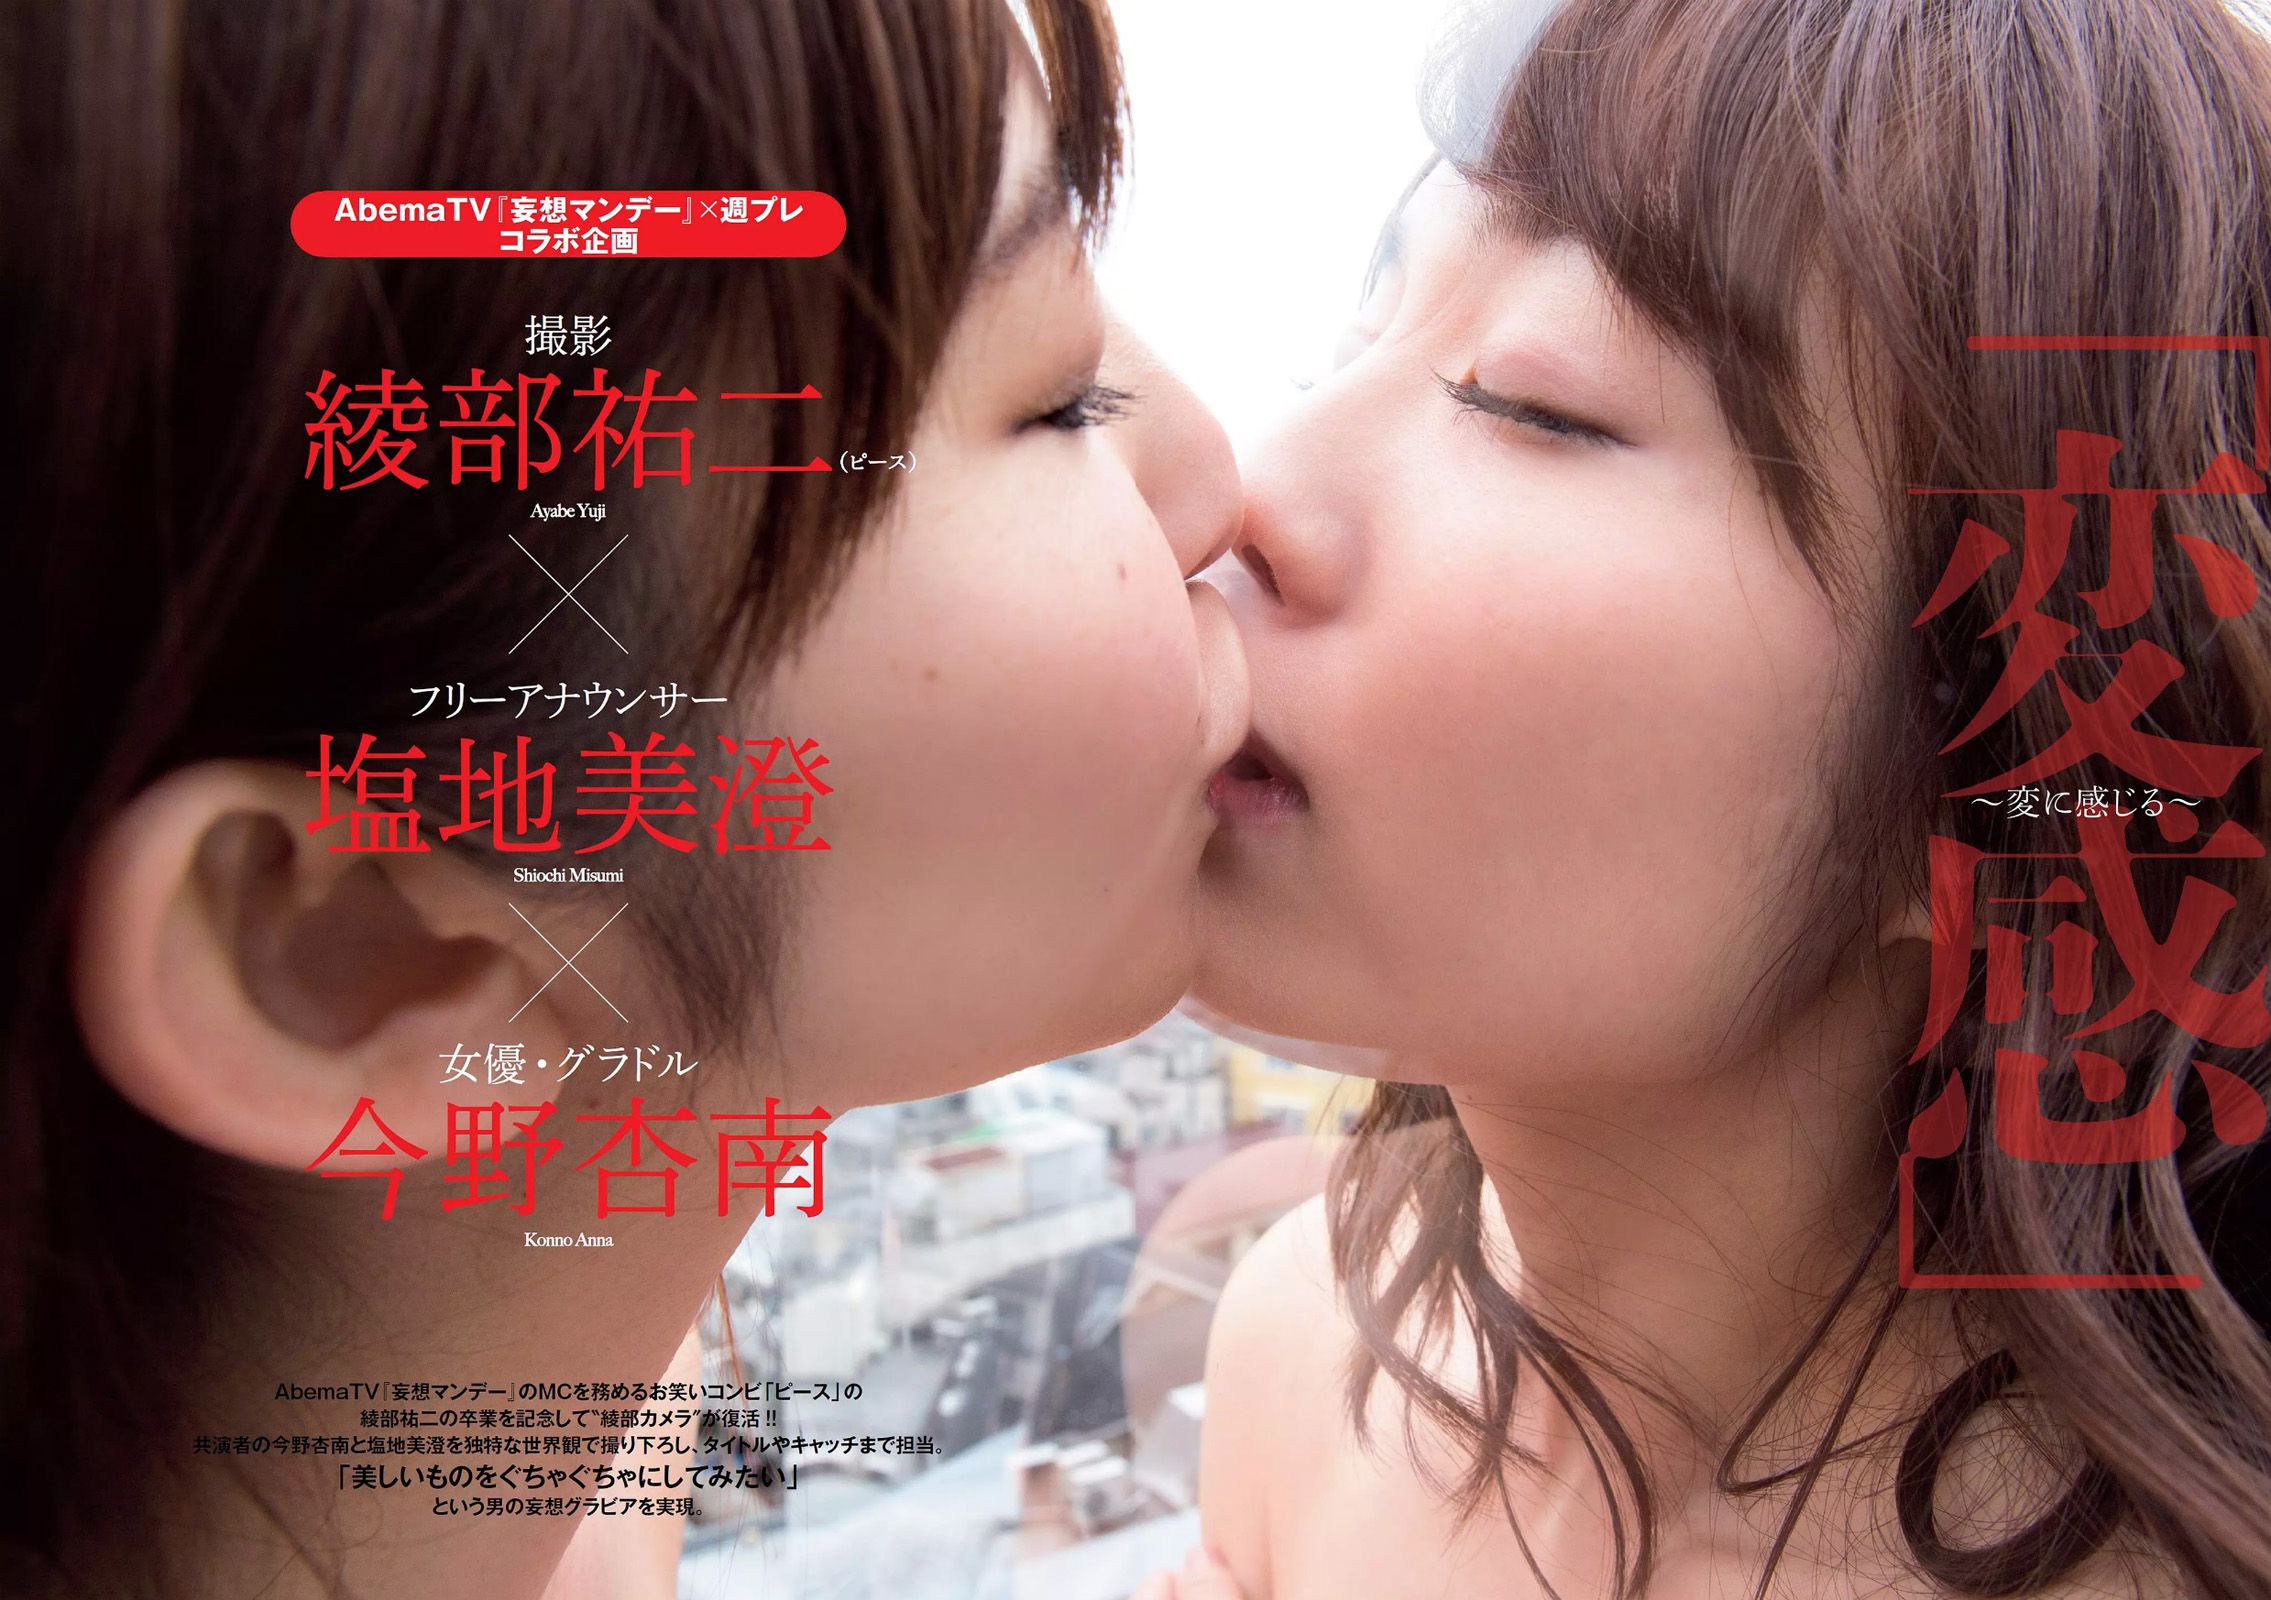 AbemaTV『妄想マンデー』×週プレ
コラボ企画
撮影
綾部祐二(ピース)
Ayabe Yuji
×
フリーアナウンサー
塩地美澄
Shiochi Misumi
×
女優・グラドル
今野杏南
Konno Anna
「変感」
～変に感じる～
AbemaTV『妄想マンデー』のMCを務めるお笑いコンビ「ピース」の
綾部祐二の卒業を記念して“綾部カメラ”が復活!!
共演者の今野杏南と塩地美澄を独特な世界観で撮り下ろし、タイトルやキャッチまで担当。
「美しいものをぐちゃぐちゃにしてみたい」
という男の妄想グラビアを実現。